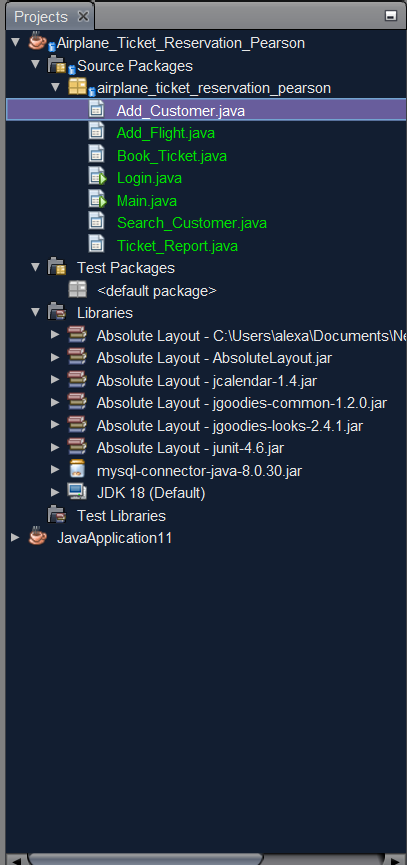 Projects
Airplane_Ticket_Reservation_Pearson
Source Packages
airplane_ticket_reservation_pearson
Add_Customer.java
Add_Flight.java
Book_Ticket.java
Login.java
Main.java
Search_Customer.java
Ticket_Report.java
Test Packages
<default package>
Libraries
Absolute Layout - C:\Users\alexa\Documents\Ne
Absolute Layout - AbsoluteLayout.jar
Absolute Layout - jcalendar-1.4.jar
Absolute Layout - jgoodies-common-1.2.0.jar
Absolute Layout - jgoodies-looks-2.4.1.jar
Absolute Layout - junit-4.6.jar
mysql-connector-java-8.0.30.jar
JDK 18 (Default)
Test Libraries
JavaApplication11